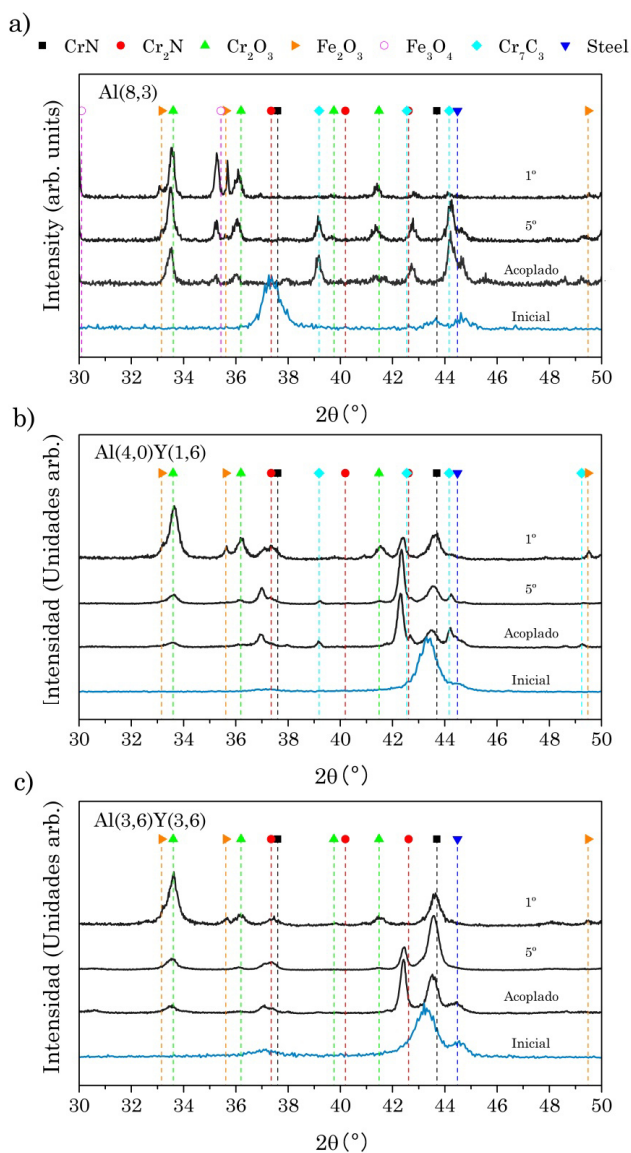 a)
CrN Cr₂N Cr₂O₃ Fe₂O₃ Fe₃O₄ Cr₇C₃ Steel
Al(8,3)
Intensity (arb. units)
1º
5º
Acoplado
Inicial
30 32 34 36 38 40 42 44 46 48 50
2θ(°)
b)
Al(4,0)Y(1,6)
Intensidad (Unidades arb.)
1º
5º
Acoplado
Inicial
30 32 34 36 38 40 42 44 46 48 50
2θ(°)
c)
Al(3,6)Y(3,6)
Intensidad (Unidades arb.)
1º
5º
Acoplado
Inicial
30 32 34 36 38 40 42 44 46 48 50
2θ(°)